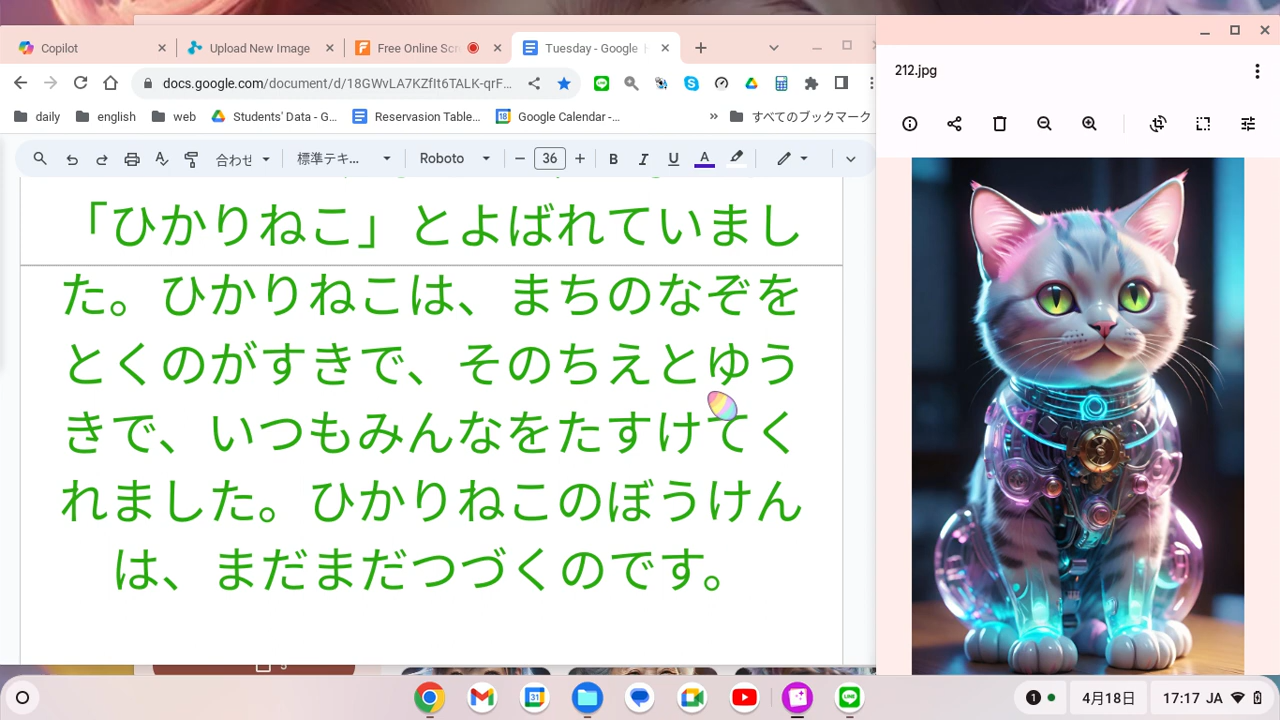 Copilot
Upload New Image
Free Online Scr
Tuesday - Google
docs.google.com/document/d/18GWvLA7KZfIt6TALK-qrF...
daily
english
web
Students' Data - G...
Reservasion Table...
Google Calendar -...
»
すべてのブックマーク
合わせ
標準テキ...
Roboto
36
「ひかりねこ」とよばれていまし
た。ひかりねこは、まちのなぞを
とくのがすきで、そのちえとゆう
きで、いつもみんなをたすけてく
れました。ひかりねこのぼうけん
は、まだまだつづくのです。
212.jpg
1
4月18日
17:17 JA